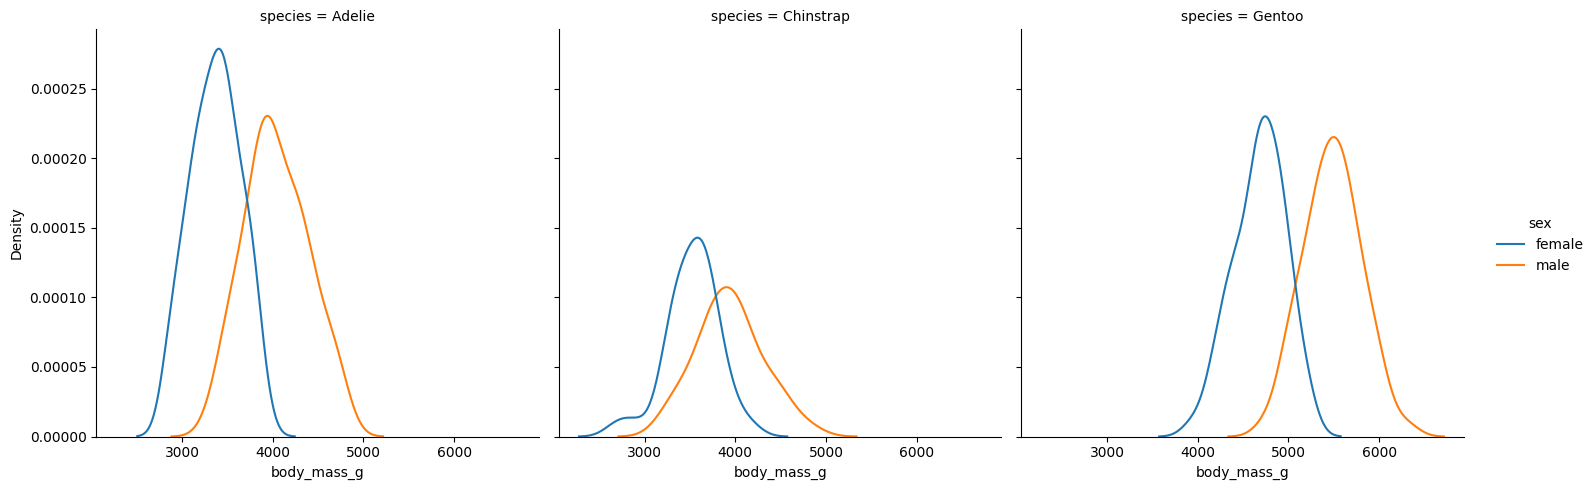 species = Adelie
species = Chinstrap
species = Gentoo
Density
0.00025
0.00020
0.00015
0.00010
0.00005
0.00000
3000 4000 5000 6000
body_mass_g
3000 4000 5000 6000
body_mass_g
3000 4000 5000 6000
body_mass_g
sex
female
male